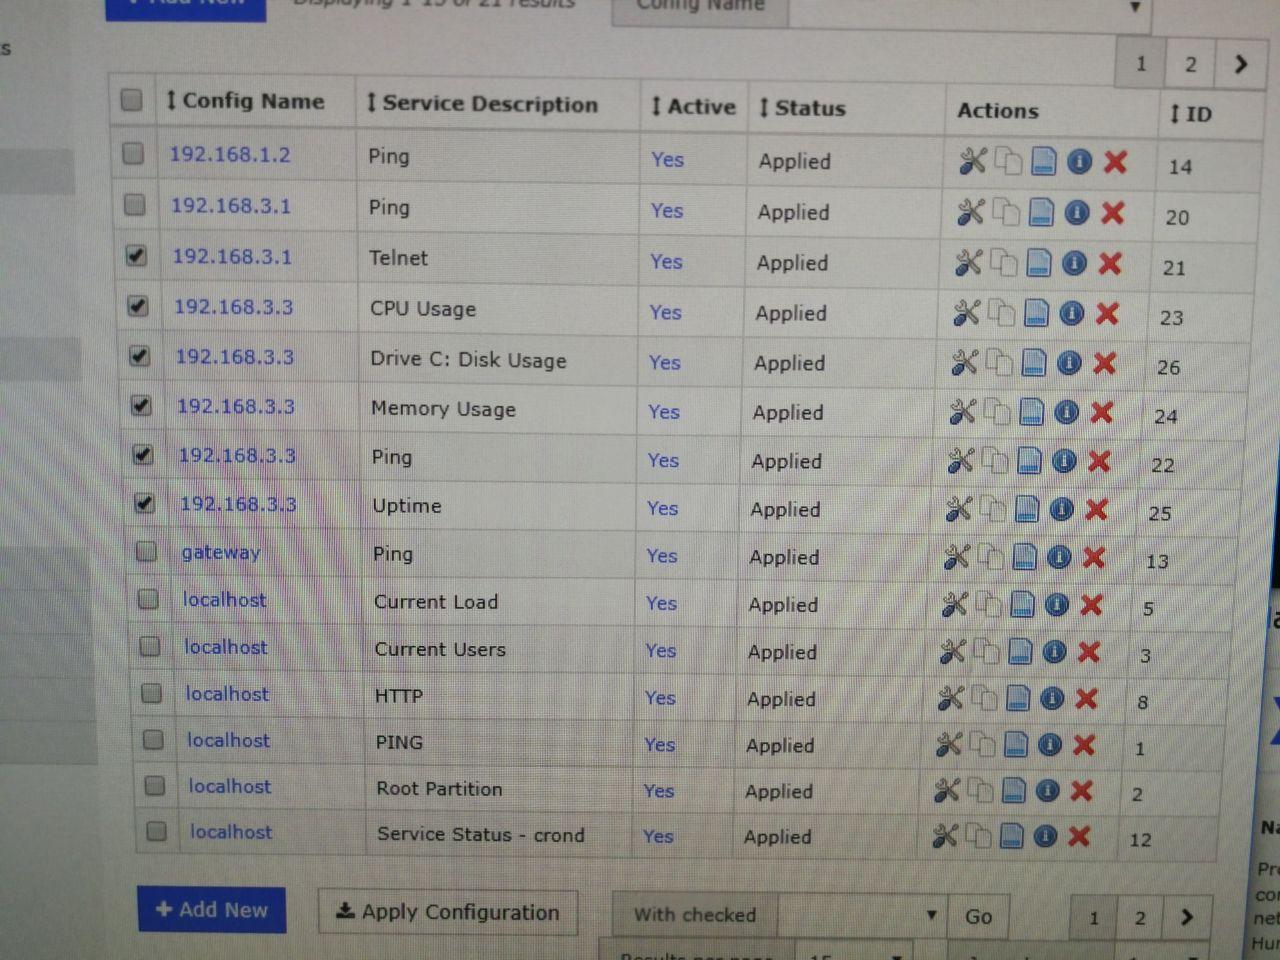 + Add New Displaying 1-15 of 21 results Config Name
1 2
Config Name Service Description Active Status Actions ID
192.168.1.2 Ping Yes Applied 14
192.168.3.1 Ping Yes Applied 20
192.168.3.1 Telnet Yes Applied 21
192.168.3.3 CPU Usage Yes Applied 23
192.168.3.3 Drive C: Disk Usage Yes Applied 26
192.168.3.3 Memory Usage Yes Applied 24
192.168.3.3 Ping Yes Applied 22
192.168.3.3 Uptime Yes Applied 25
gateway Ping Yes Applied 13
localhost Current Load Yes Applied 5
localhost Current Users Yes Applied 3
localhost HTTP Yes Applied 8
localhost PING Yes Applied 1
localhost Root Partition Yes Applied 2
localhost Service Status - crond Yes Applied 12
+ Add New Apply Configuration With checked Go 1 2
Results per page 15